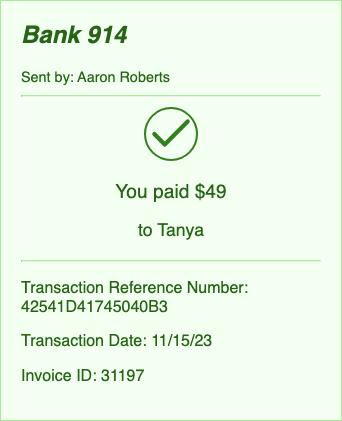 Bank 914
Sent by: Aaron Roberts
You paid $49
to Tanya
Transaction Reference Number:
42541D41745040B3
Transaction Date: 11/15/23
Invoice ID: 31197